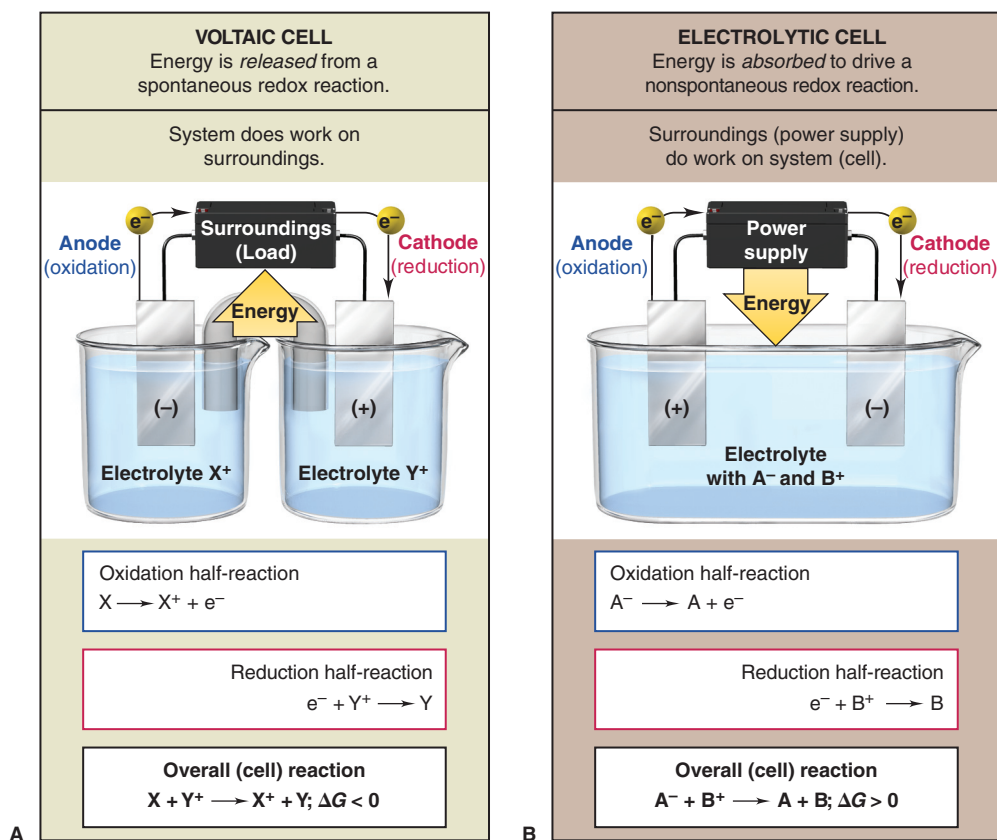 VOLTAIC CELL
Energy is released from a
spontaneous redox reaction.
System does work on
surroundings.
e–
Anode
(oxidation)
Surroundings
(Load)
e–
Cathode
(reduction)
Energy
(–)
(+)
Electrolyte X⁺
Electrolyte Y⁺
Oxidation half-reaction
X ⟶ X⁺ + e–
Reduction half-reaction
e– + Y⁺ ⟶ Y
Overall (cell) reaction
X + Y⁺ ⟶ X⁺ + Y; ΔG < 0
A
ELECTROLYTIC CELL
Energy is absorbed to drive a
nonspontaneous redox reaction.
Surroundings (power supply)
do work on system (cell).
e–
Anode
(oxidation)
Power
supply
e–
Cathode
(reduction)
Energy
(+)
(–)
Electrolyte
with A– and B⁺
Oxidation half-reaction
A– ⟶ A + e–
Reduction half-reaction
e– + B⁺ ⟶ B
Overall (cell) reaction
A– + B⁺ ⟶ A + B; ΔG > 0
B